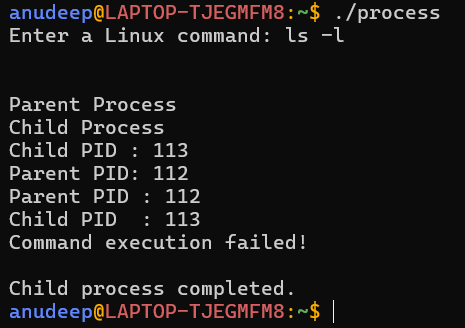 anudeep@LAPTOP-TJEGMFM8:~$ ./process
Enter a Linux command: ls -l
Parent Process
Child Process
Child PID : 113
Parent PID: 112
Parent PID : 112
Child PID  : 113
Command execution failed!
Child process completed.
anudeep@LAPTOP-TJEGMFM8:~$